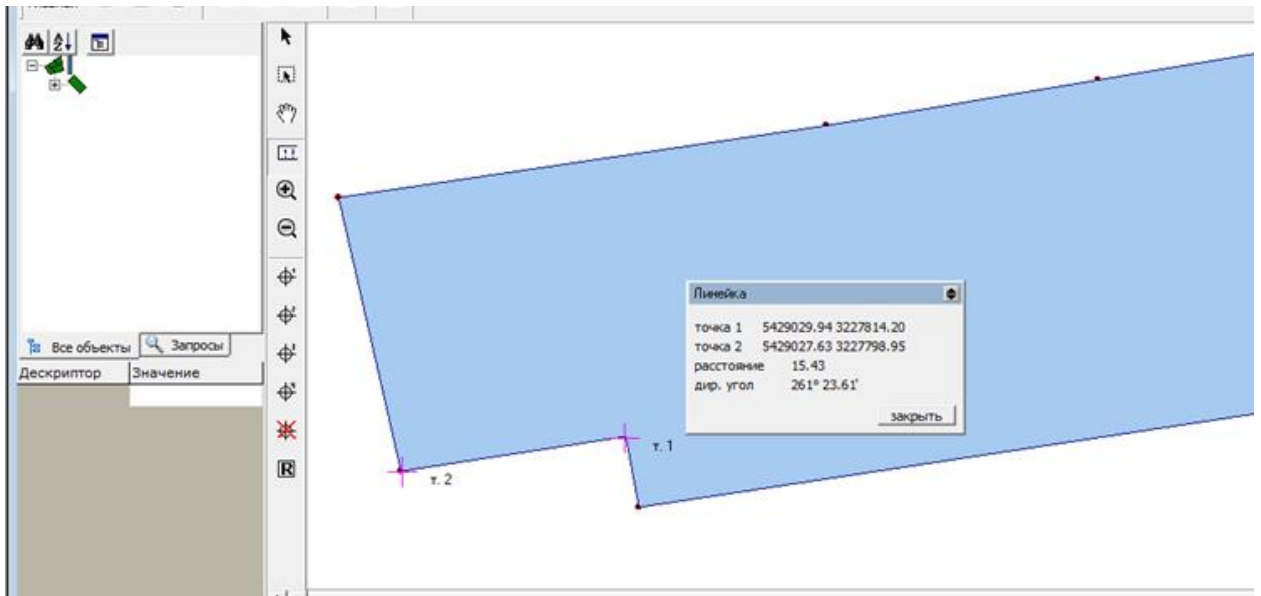 Все объекты
Запросы
Дескриптор
Значение
Линейка
точка 1 5429029.94 3227814.20
точка 2 5429027.63 3227798.95
расстояние 15.43
дир. угол 261° 23.61'
закрыть
т. 1
т. 2
R